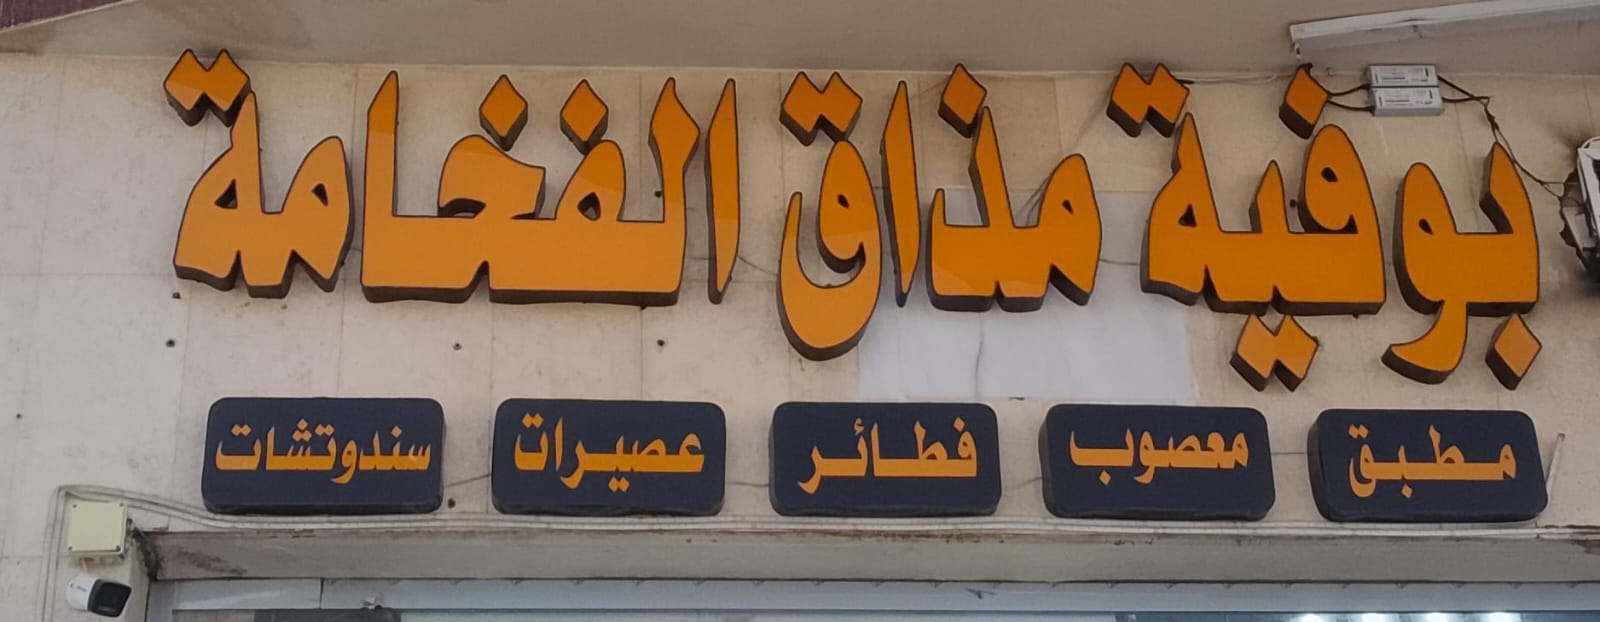 بوفية مذاق الفخامة
مطبق معصوب فطائر عصيرات سندوتشات